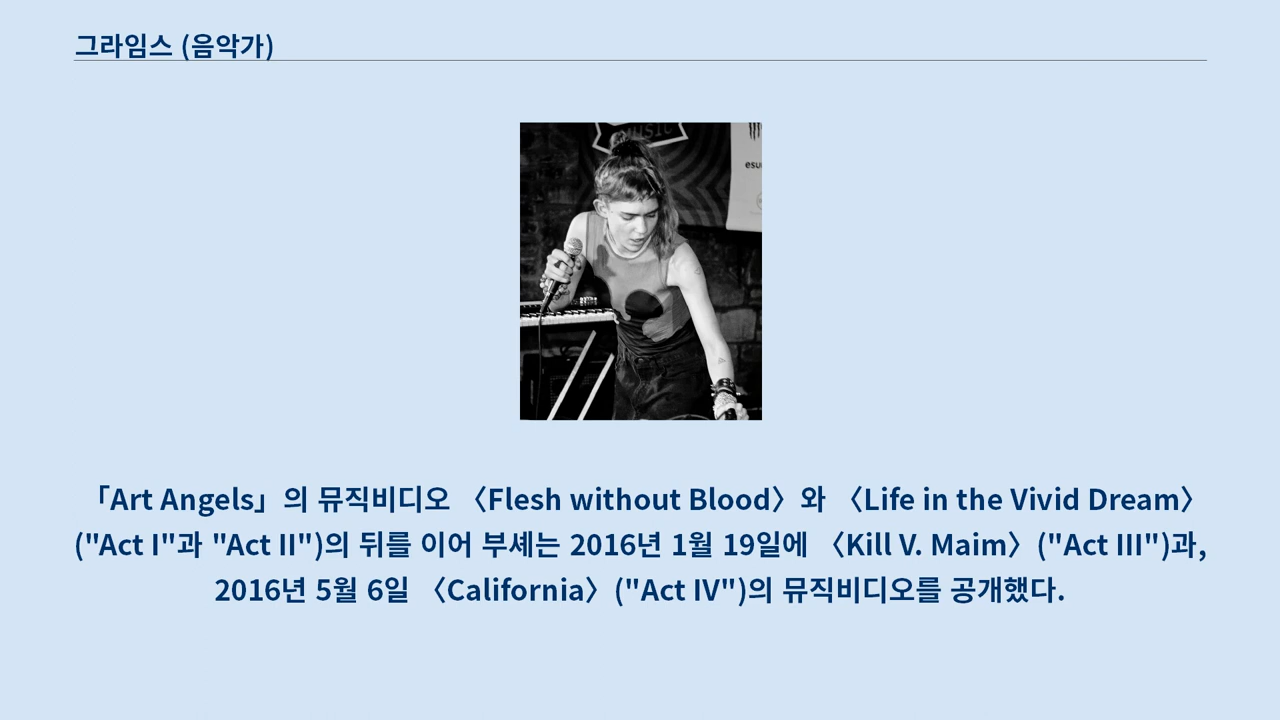 그라임스 (음악가)
music
esu
「Art Angels」의 뮤직비디오 〈Flesh without Blood〉와 〈Life in the Vivid Dream〉
("Act I"과 "Act II")의 뒤를 이어 부셰는 2016년 1월 19일에 〈Kill V. Maim〉("Act III")과,
2016년 5월 6일 〈California〉("Act IV")의 뮤직비디오를 공개했다.